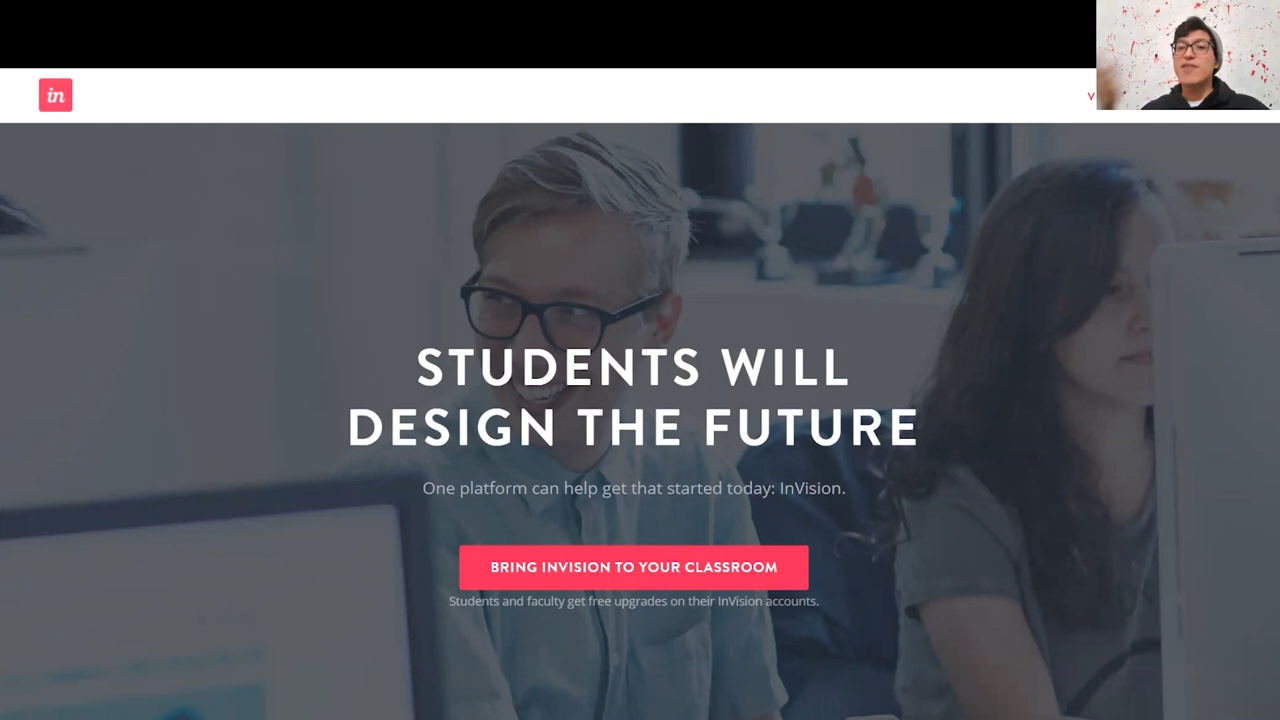 in
V
STUDENTS WILL
DESIGN THE FUTURE
One platform can help get that started today: InVision.
BRING INVISION TO YOUR CLASSROOM
Students and faculty get free upgrades on their InVision accounts.